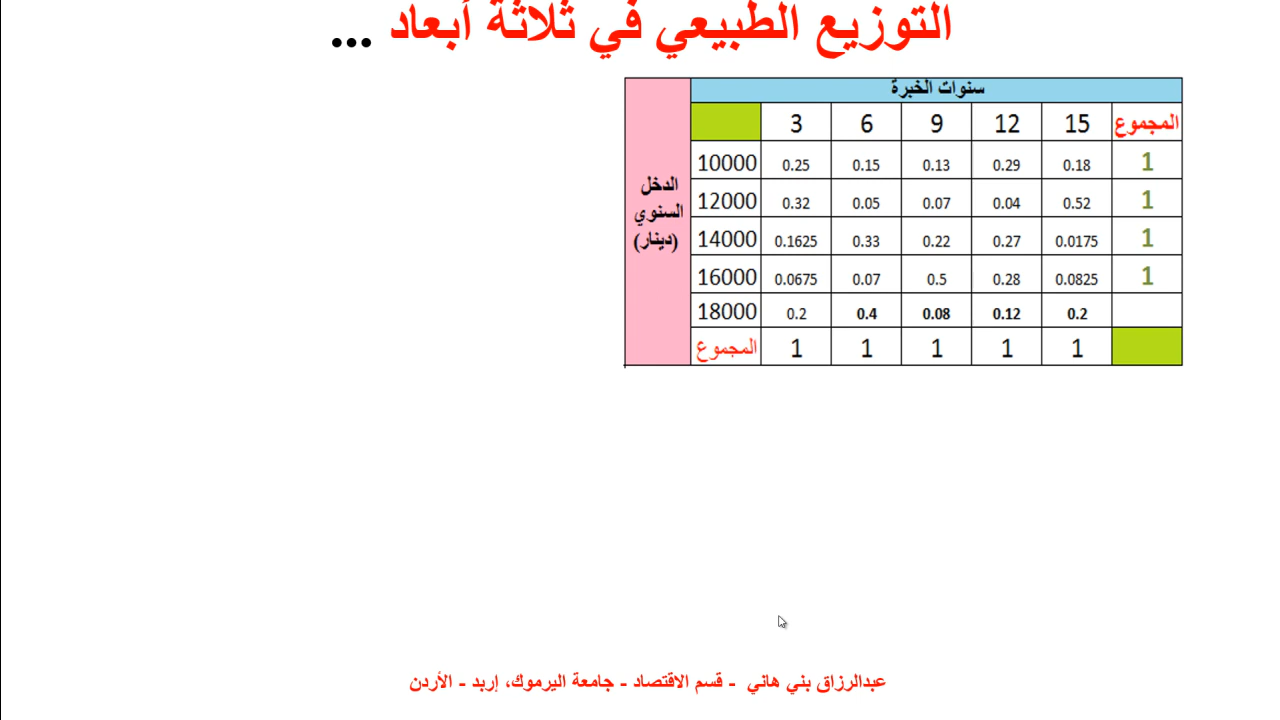 التوزيع الطبيعي في ثلاثة أبعاد ...
سنوات الخبرة
3 6 9 12 15 المجموع
الدخل
السنوي
(دينار)
10000 0.25 0.15 0.13 0.29 0.18 1
12000 0.32 0.05 0.07 0.04 0.52 1
14000 0.1625 0.33 0.22 0.27 0.0175 1
16000 0.0675 0.07 0.5 0.28 0.0825 1
18000 0.2 0.4 0.08 0.12 0.2
المجموع 1 1 1 1 1
عبدالرزاق بني هاني - قسم الاقتصاد - جامعة اليرموك، إربد - الأردن